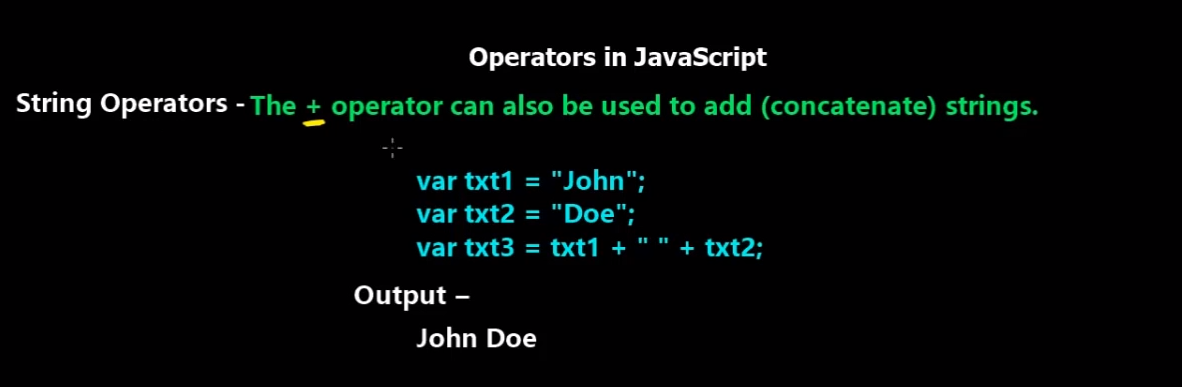 Operators in JavaScript
String Operators - The + operator can also be used to add (concatenate) strings.
var txt1 = "John";
var txt2 = "Doe";
var txt3 = txt1 + " " + txt2;
Output –
John Doe